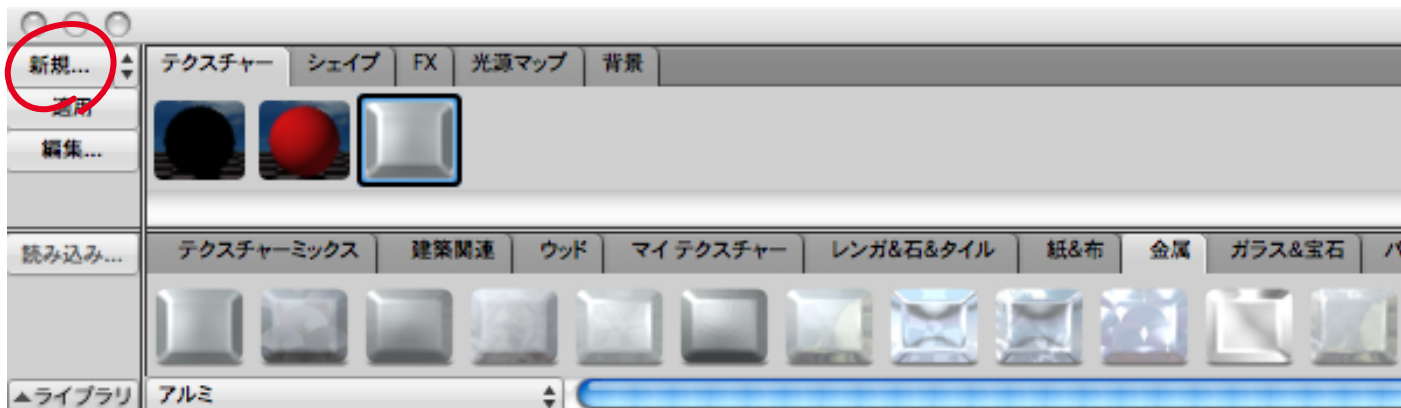 新規... テクスチャー シェイプ FX 光源マップ 背景
適用
編集...
読み込み... テクスチャーミックス 建築関連 ウッド マイ テクスチャー レンガ&石&タイル 紙&布 金属 ガラス&宝石
▲ライブラリ アルミ